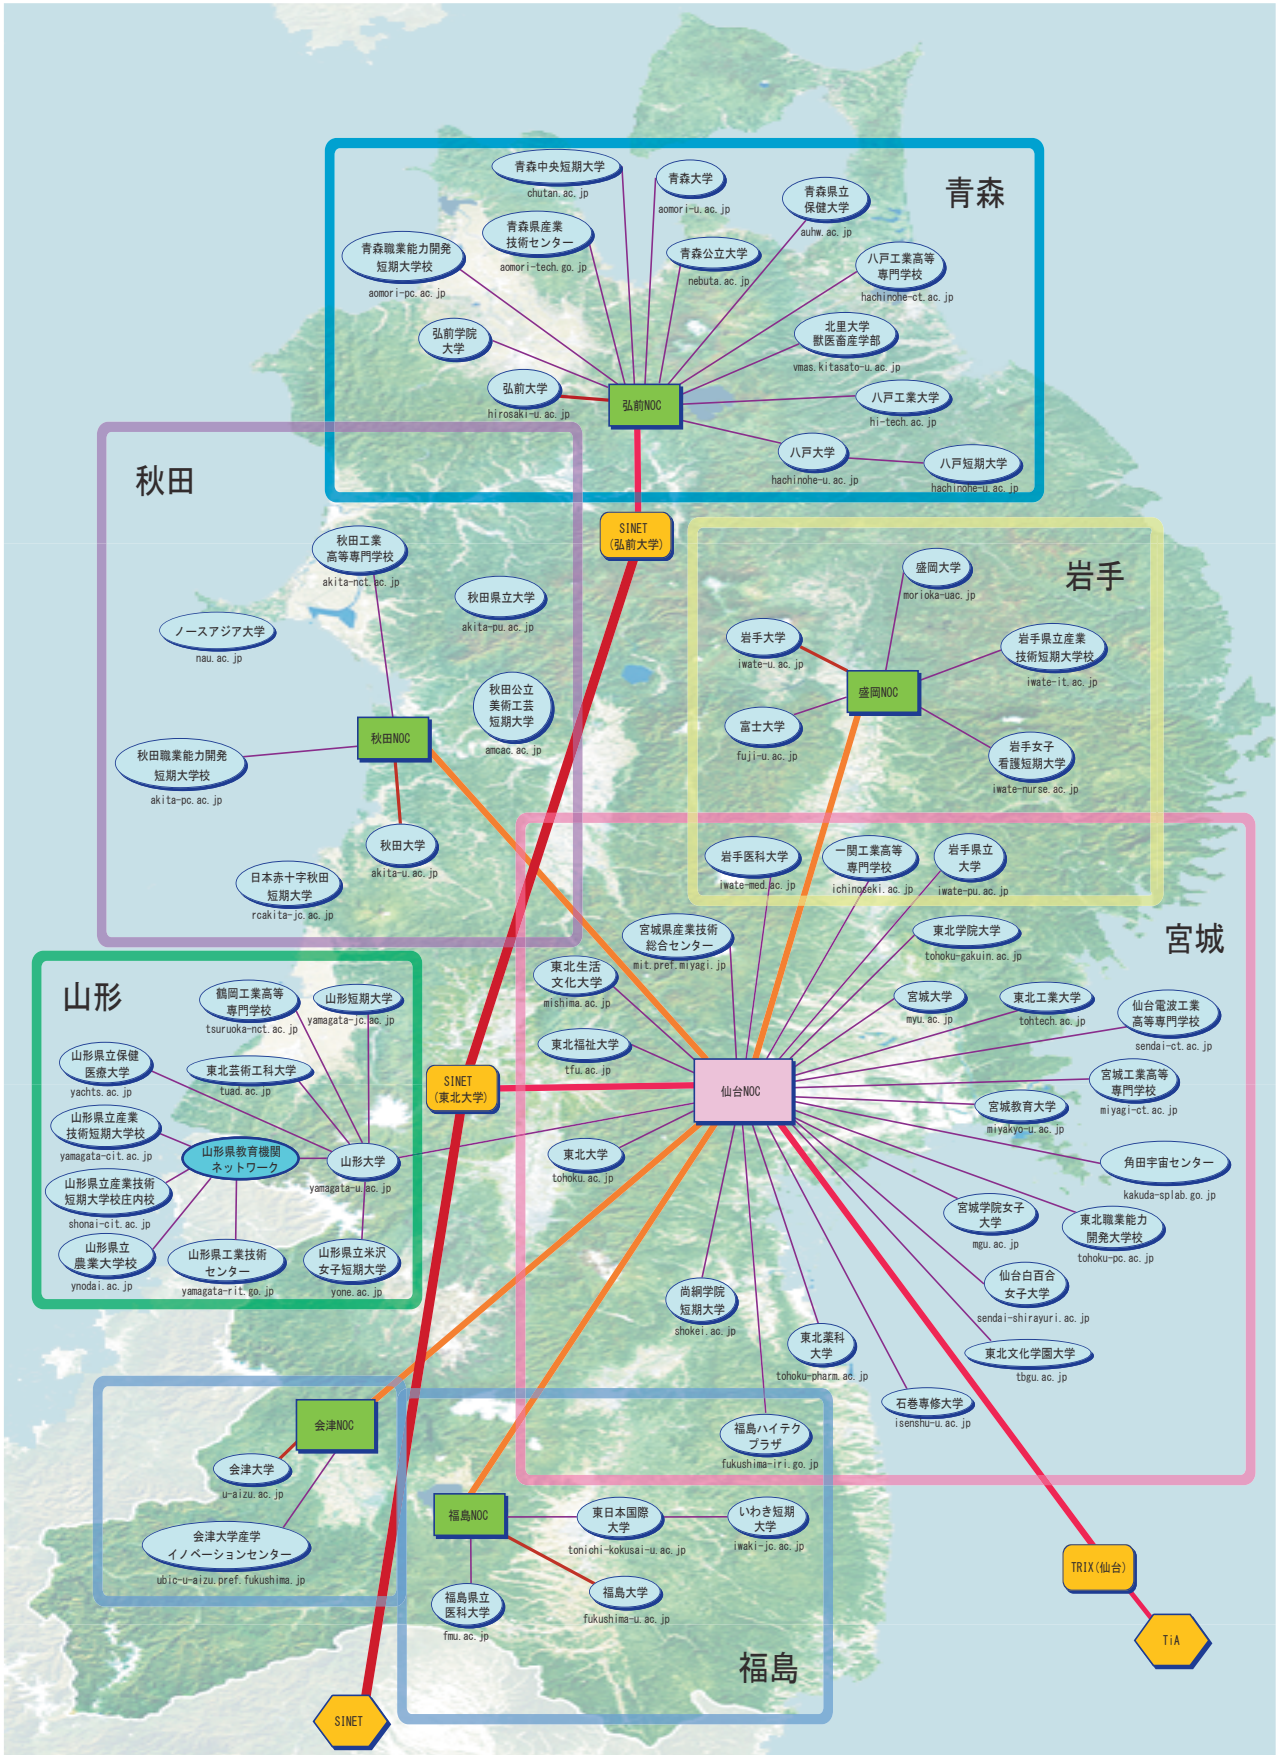 青森
青森中央短期大学
chutan.ac.jp
青森大学
aomori-u.ac.jp
青森県立
保健大学
auhw.ac.jp
青森県産業
技術センター
aomori-tech.go.jp
青森職業能力開発
短期大学校
aomori-pc.ac.jp
青森公立大学
nebuta.ac.jp
八戸工業高等
専門学校
hachinohe-ct.ac.jp
弘前学院
大学
北里大学
獣医畜産学部
vmas.kitasato-u.ac.jp
弘前大学
hirosaki-u.ac.jp
弘前NOC
八戸工業大学
hi-tech.ac.jp
八戸大学
hachinohe-u.ac.jp
八戸短期大学
hachinohe-u.ac.jp
SINET
(弘前大学)
秋田
秋田工業
高等専門学校
akita-nct.ac.jp
秋田県立大学
akita-pu.ac.jp
ノースアジア大学
nau.ac.jp
秋田公立
美術工芸
短期大学
amcac.ac.jp
秋田NOC
秋田職業能力開発
短期大学校
akita-pc.ac.jp
秋田大学
akita-u.ac.jp
日本赤十字秋田
短期大学
rcakita-jc.ac.jp
岩手
盛岡大学
morioka-uac.jp
岩手大学
iwate-u.ac.jp
岩手県立産業
技術短期大学校
iwate-it.ac.jp
盛岡NOC
富士大学
fuji-u.ac.jp
岩手女子
看護短期大学
iwate-nurse.ac.jp
岩手医科大学
iwate-med.ac.jp
一関工業高等
専門学校
ichinoseki.ac.jp
岩手県立
大学
iwate-pu.ac.jp
宮城
宮城県産業技術
総合センター
mit.pref.miyagi.jp
東北学院大学
tohoku-gakuin.ac.jp
東北生活
文化大学
mishima.ac.jp
宮城大学
myu.ac.jp
東北工業大学
tohtech.ac.jp
仙台電波工業
高等専門学校
sendai-ct.ac.jp
東北福祉大学
tfu.ac.jp
SINET
(東北大学)
仙台NOC
宮城工業高等
専門学校
miyagi-ct.ac.jp
宮城教育大学
miyakyo-u.ac.jp
東北大学
tohoku.ac.jp
角田宇宙センター
kakuda-splab.go.jp
宮城学院女子
大学
mgu.ac.jp
東北職業能力
開発大学校
tohoku-pc.ac.jp
仙台白百合
女子大学
sendai-shirayuri.ac.jp
尚絅学院
短期大学
shokei.ac.jp
東北薬科
大学
tohoku-pharm.ac.jp
東北文化学園大学
tbgu.ac.jp
石巻専修大学
isenshu-u.ac.jp
山形
鶴岡工業高等
専門学校
tsuruoka-nct.ac.jp
山形短期大学
yamagata-jc.ac.jp
山形県立保健
医療大学
yachts.ac.jp
東北芸術工科大学
tuad.ac.jp
山形県立産業
技術短期大学校
yamagata-cit.ac.jp
山形県教育機関
ネットワーク
山形大学
yamagata-u.ac.jp
山形県立産業技術
短期大学校庄内校
shonai-cit.ac.jp
山形県立
農業大学校
ynodai.ac.jp
山形県工業技術
センター
yamagata-rit.go.jp
山形県立米沢
女子短期大学
yone.ac.jp
会津NOC
会津大学
u-aizu.ac.jp
会津大学産学
イノベーションセンター
ubic-u-aizu.pref.fukushima.jp
福島ハイテク
プラザ
fukushima-iri.go.jp
福島NOC
東日本国際
大学
tonichi-kokusai-u.ac.jp
いわき短期
大学
iwaki-jc.ac.jp
福島県立
医科大学
fmu.ac.jp
福島大学
fukushima-u.ac.jp
福島
TRIX(仙台)
TiA
SINET